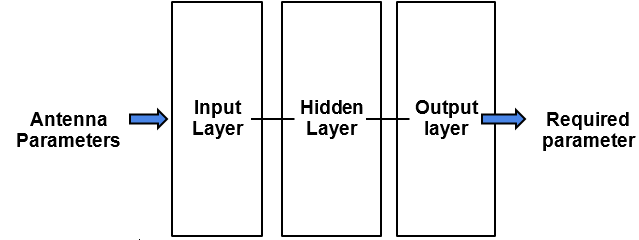 Antenna
Parameters
Input
Layer
Hidden
Layer
Output
layer
Required
parameter